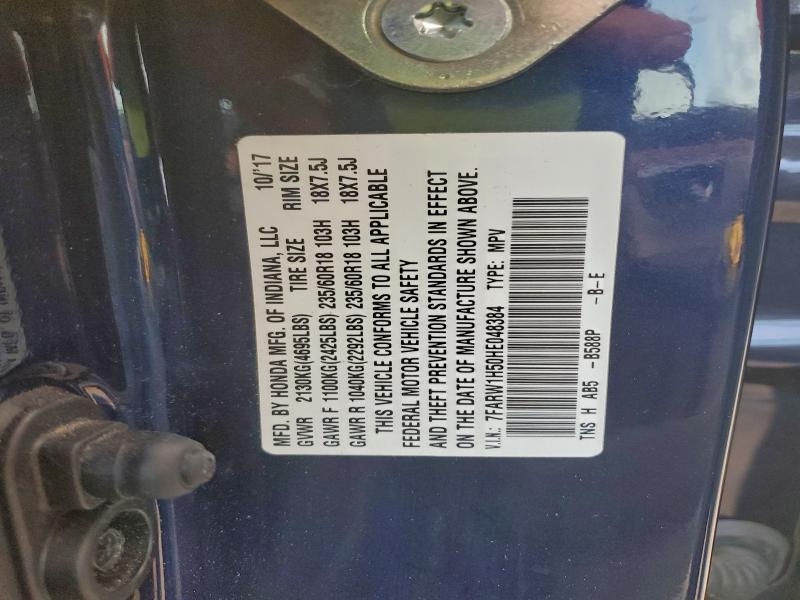 MFD. BY HONDA MFG. OF INDIANA, LLC 10/'17
GVWR 2130KG(4695LBS) TIRE SIZE RIM SIZE
GAWR F 1100KG(2425LBS) 235/60R18 103H 18X7.5J
GAWR R 1040KG(2292LBS) 235/60R18 103H 18X7.5J
THIS VEHICLE CONFORMS TO ALL APPLICABLE
FEDERAL MOTOR VEHICLE SAFETY
AND THEFT PREVENTION STANDARDS IN EFFECT
ON THE DATE OF MANUFACTURE SHOWN ABOVE.
V.I.N.: 7FARW1H50HE048384 TYPE: MPV
TNS H AB5 -B588P -B-E